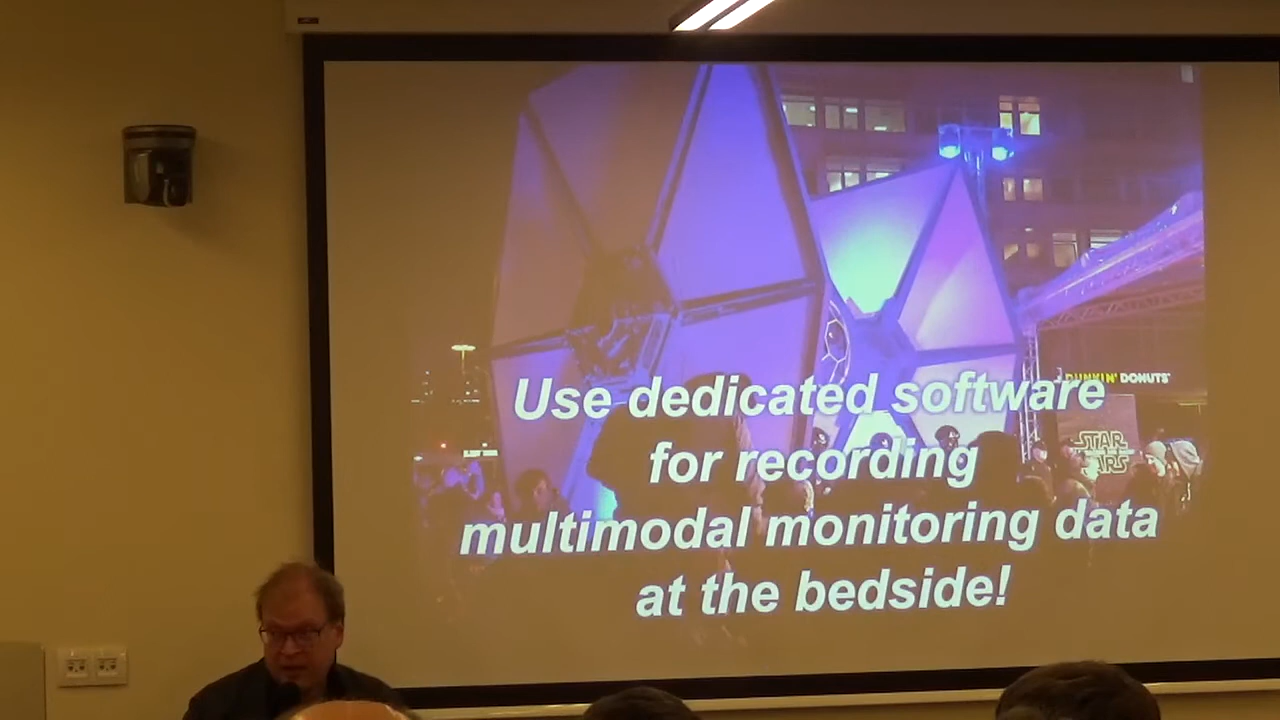 Use dedicated software
for recording
multimodal monitoring data
at the bedside!
DUNKIN' DONUTS'
STAR
WARS